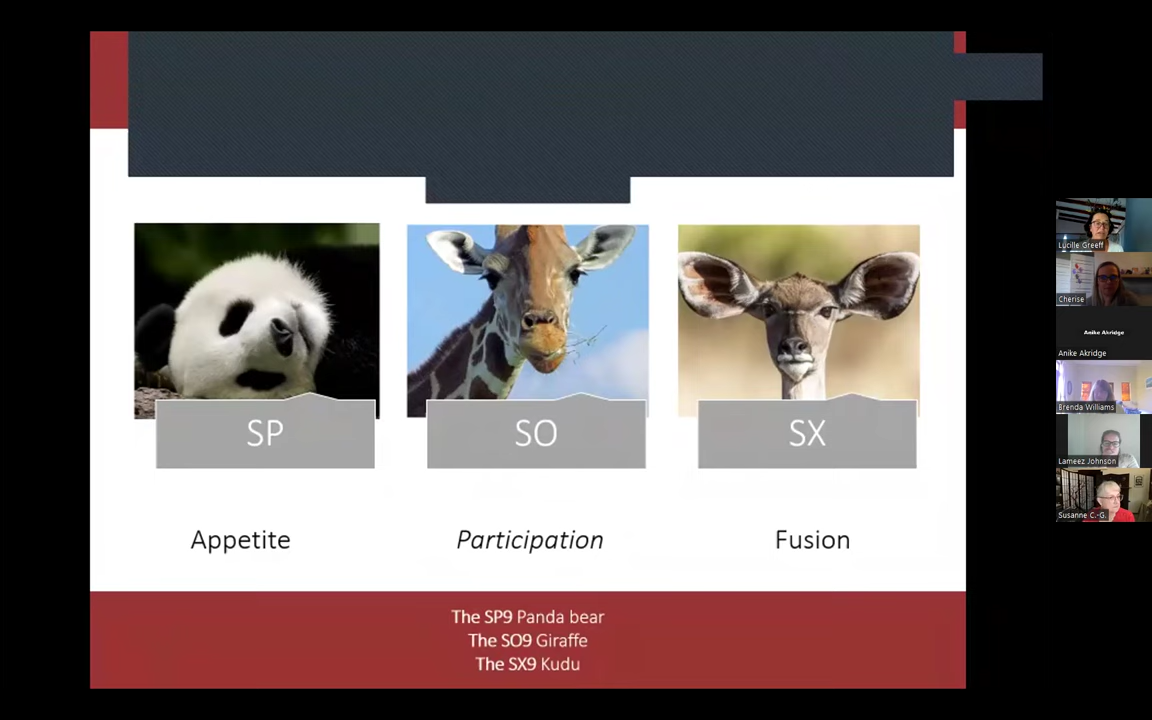 SP
SO
SX
Appetite
Participation
Fusion
The SP9 Panda bear
The SO9 Giraffe
The SX9 Kudu
Lucille Greeff
Cherise
Anike Akridge
Anike Akridge
Brenda Williams
Lameez Johnson
Susanne C.-G.